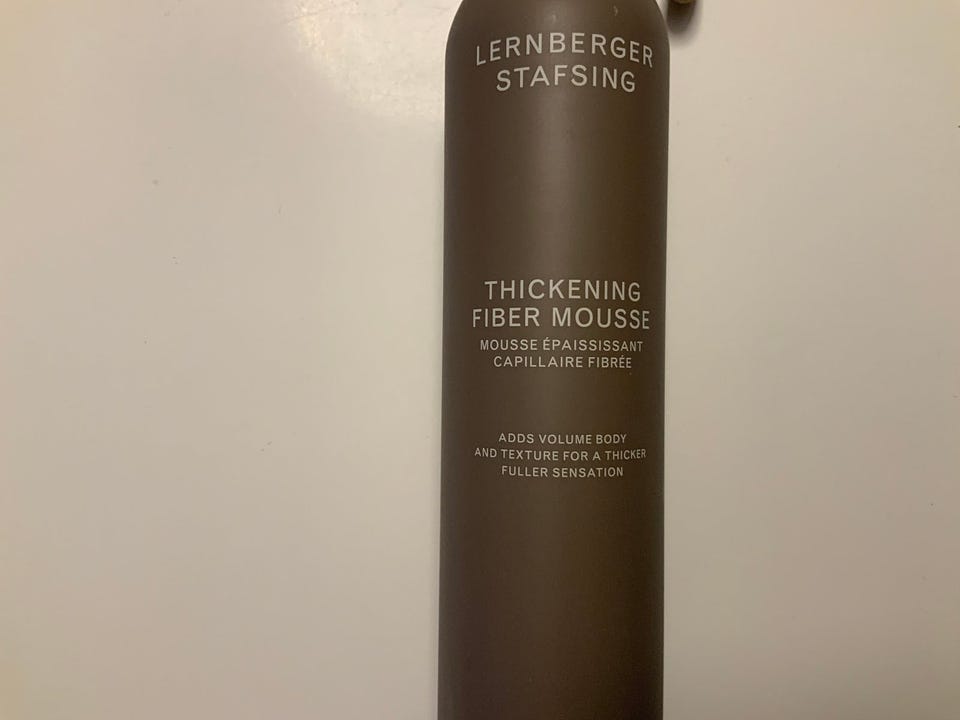 LERNBERGER
STAFSING
THICKENING
FIBER MOUSSE
MOUSSE ÉPAISSISSANT
CAPILLAIRE FIBRÉE
ADDS VOLUME BODY
AND TEXTURE FOR A THICKER
FULLER SENSATION